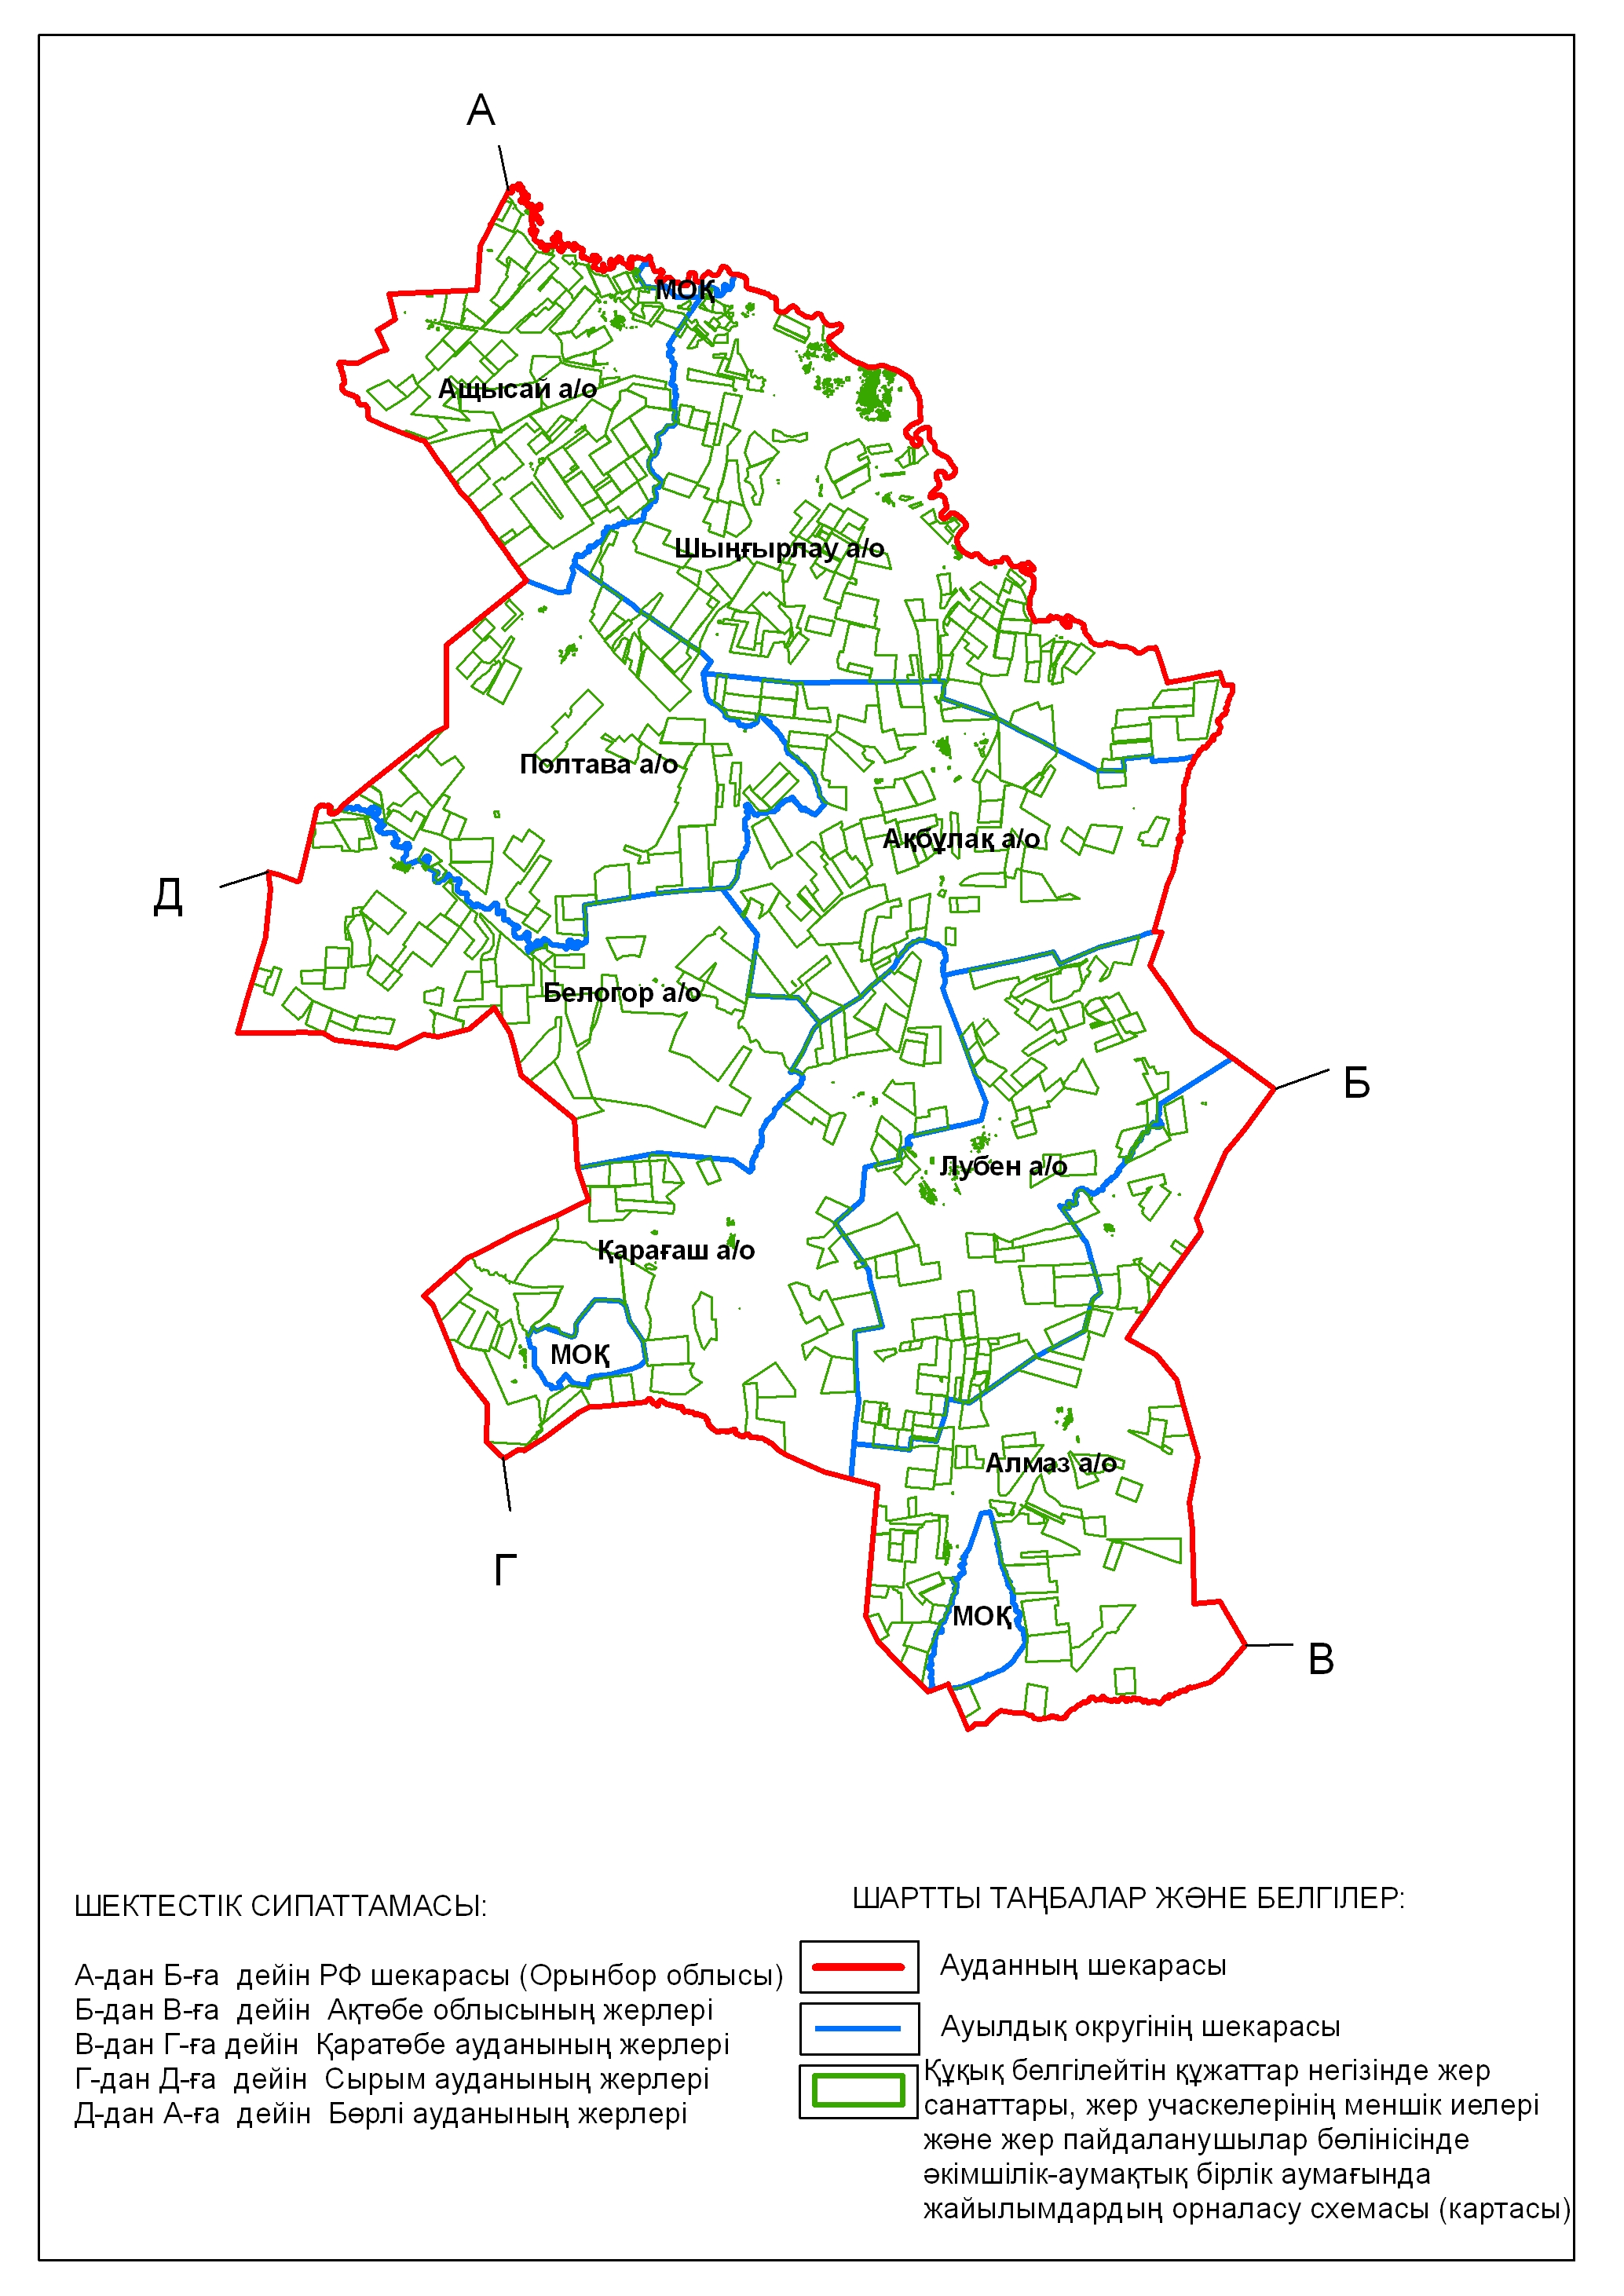 А
МОҚ
Ащысай а/о
Шыңғырлау а/о
Полтава а/о
Ақбұлақ а/о
Д
Белогор а/о
Б
Лубен а/о
Қарағаш а/о
МОҚ
Алмаз а/о
Г
МОҚ
В
ШЕКТЕСТІК СИПАТТАМАСЫ:
А-дан Б-ға дейін РФ шекарасы (Орынбор облысы)
Б-дан В-ға дейін Ақтөбе облысының жерлері
В-дан Г-ға дейін Қаратөбе ауданының жерлері
Г-дан Д-ға дейін Сырым ауданының жерлері
Д-дан А-ға дейін Бөрлі ауданының жерлері
ШАРТТЫ ТАҢБАЛАР ЖӘНЕ БЕЛГІЛЕР:
Ауданның шекарасы
Ауылдық округінің шекарасы
Құқық белгілейтін құжаттар негізінде жер
санаттары, жер учаскелерінің меншік иелері
және жер пайдаланушылар бөлінісінде
әкімшілік-аумақтық бірлік аумағында
жайылымдардың орналасу схемасы (картасы)